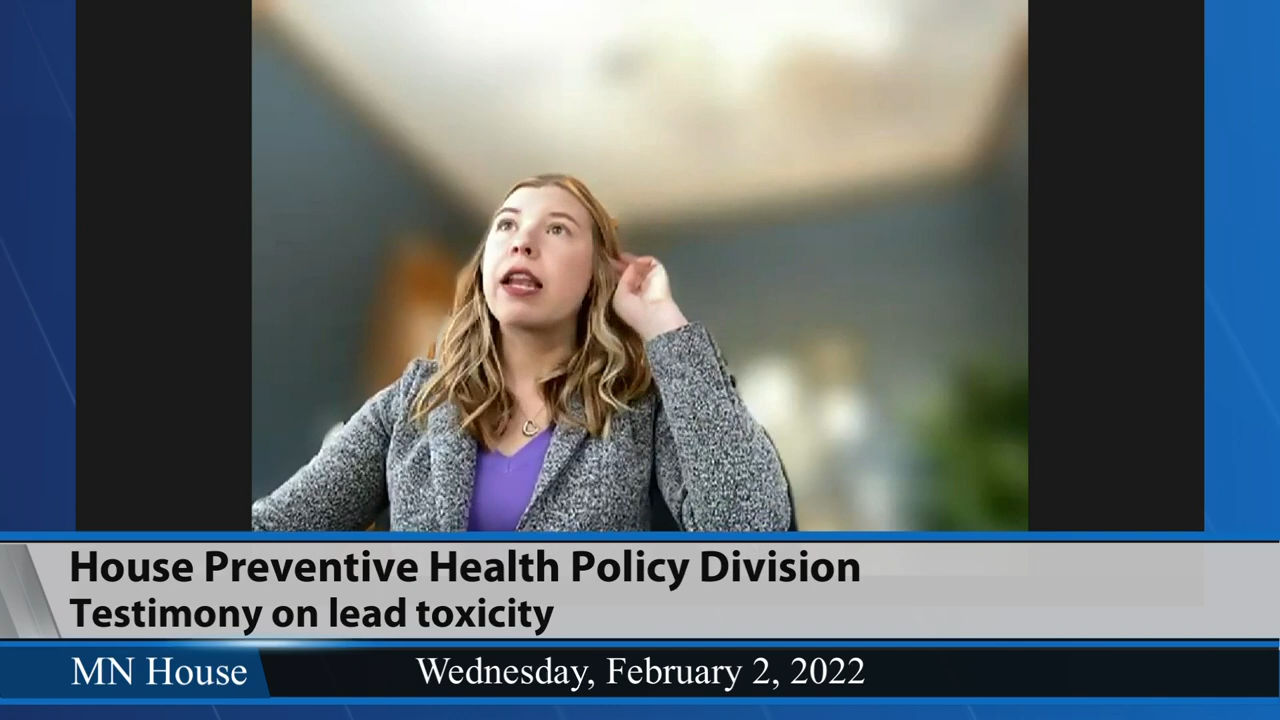 House Preventive Health Policy Division
Testimony on lead toxicity
MN House
Wednesday, February 2, 2022